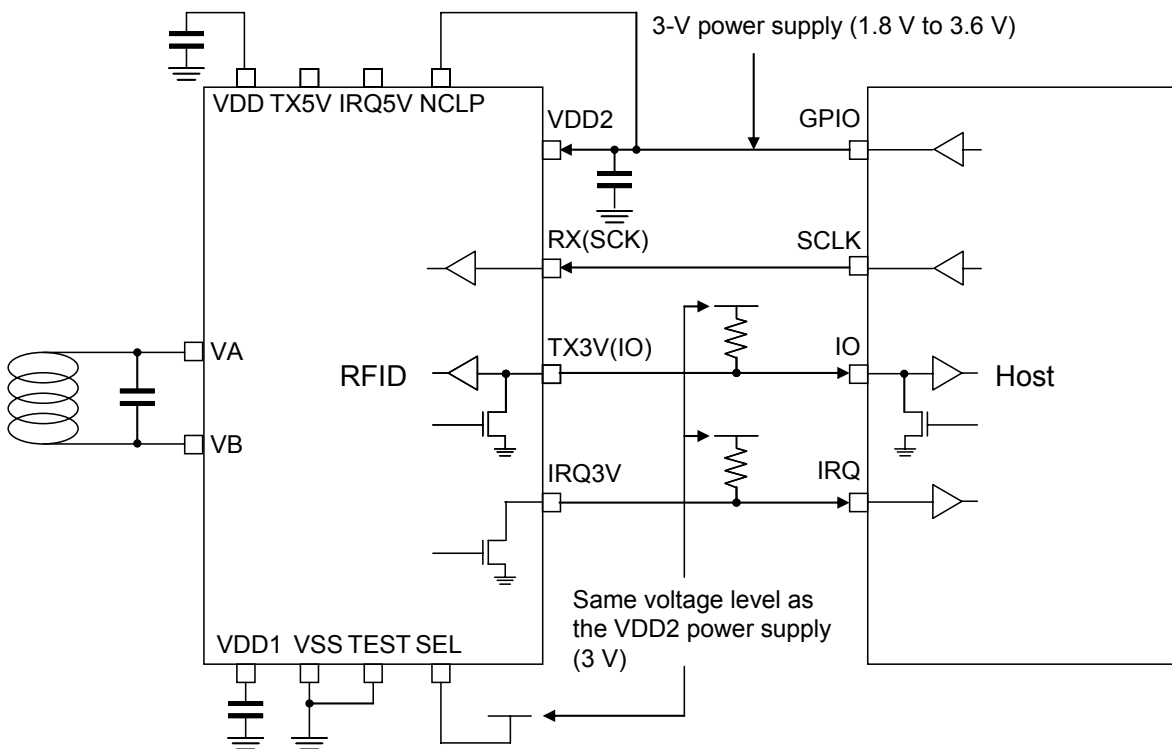 3-V power supply (1.8 V to 3.6 V)
VDD TX5V IRQ5V NCLP
VDD2
GPIO
RX(SCK)
SCLK
VA
TX3V(IO)
IO
RFID
Host
VB
IRQ3V
IRQ
Same voltage level as
the VDD2 power supply
(3 V)
VDD1 VSS TEST SEL